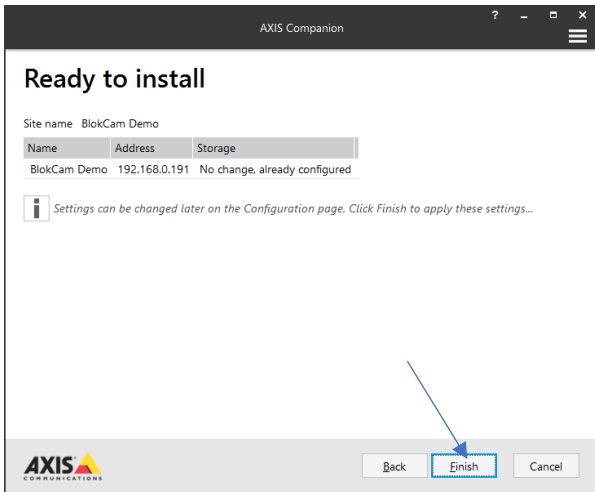 AXIS Companion
?
Ready to install
Site name BlokCam Demo
Name Address Storage
BlokCam Demo 192.168.0.191 No change, already configured
i Settings can be changed later on the Configuration page. Click Finish to apply these settings...
AXIS
COMMUNICATIONS
Back Finish Cancel